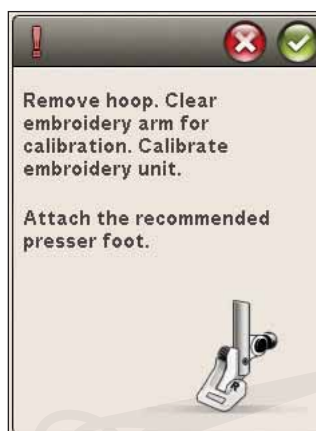 !
Remove hoop. Clear
embroidery arm for
calibration. Calibrate
embroidery unit.
Attach the recommended
presser foot.
R